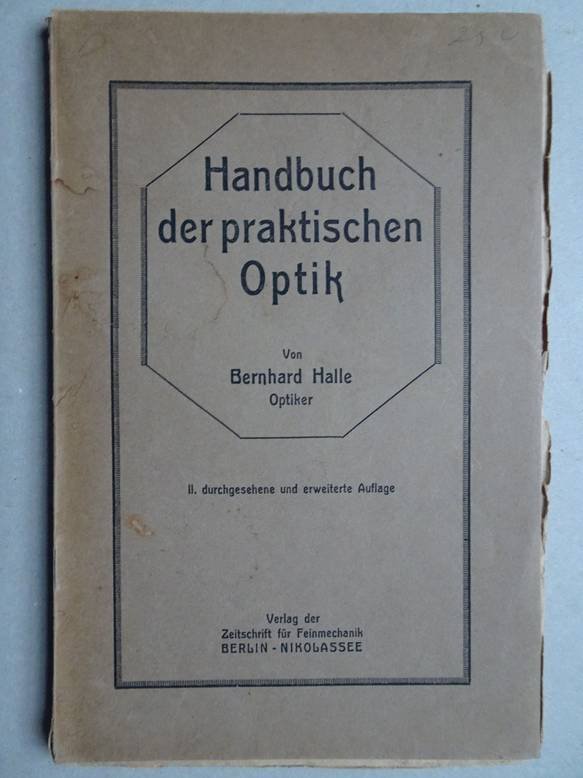 Handbuch
der praktischen
Optik
Von
Bernhard Halle
Optiker
II. durchgesehene und erweiterte Auflage
Verlag der
Zeitschrift für Feinmechanik
BERLIN - NIKOLASSEE